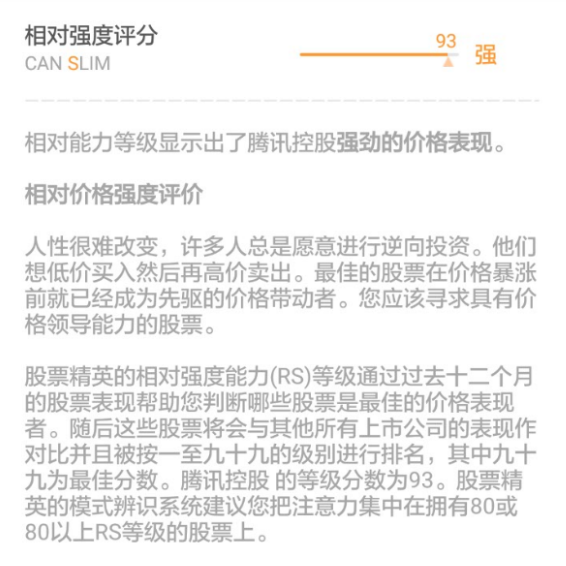 相对强度评分
93
强
CAN SLIM
相对能力等级显示出了腾讯控股强劲的价格表现。
相对价格强度评价
人性很难改变，许多人总是愿意进行逆向投资。他们
想低价买入然后再高价卖出。最佳的股票在价格暴涨
前就已经成为先驱的价格带动者。您应该寻求具有价
格领导能力的股票。
股票精英的相对强度能力(RS)等级通过过去十二个月
的股票表现帮助您判断哪些股票是最佳的价格表现
者。随后这些股票将会与其他所有上市公司的表现作
对比并且被按一至九十九的级别进行排名，其中九十
九为最佳分数。腾讯控股 的等级分数为93。股票精
英的模式辨识系统建议您把注意力集中在拥有80或
80以上RS等级的股票上。